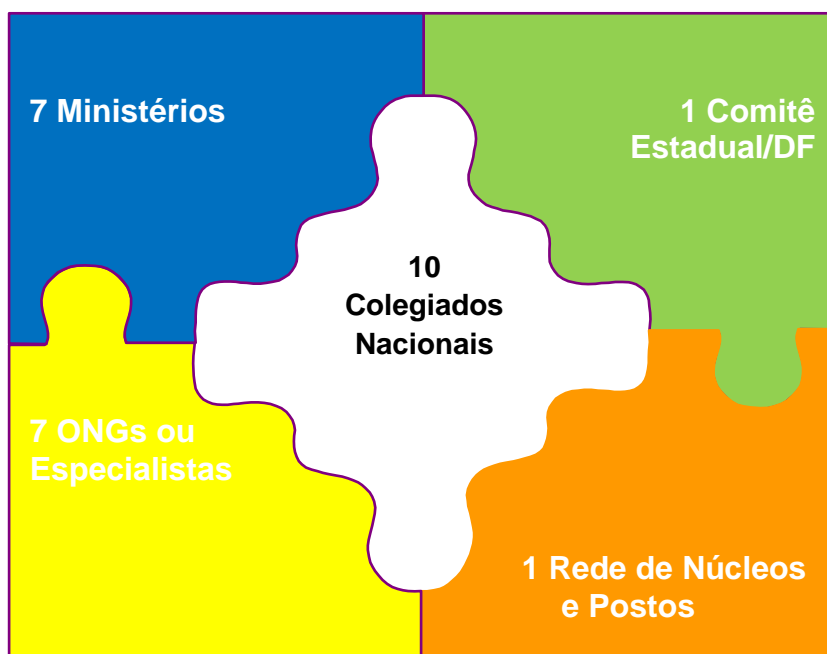 7 Ministérios
1 Comitê
Estadual/DF
10
Colegiados
Nacionais
7 ONGs ou
Especialistas
1 Rede de Núcleos
e Postos